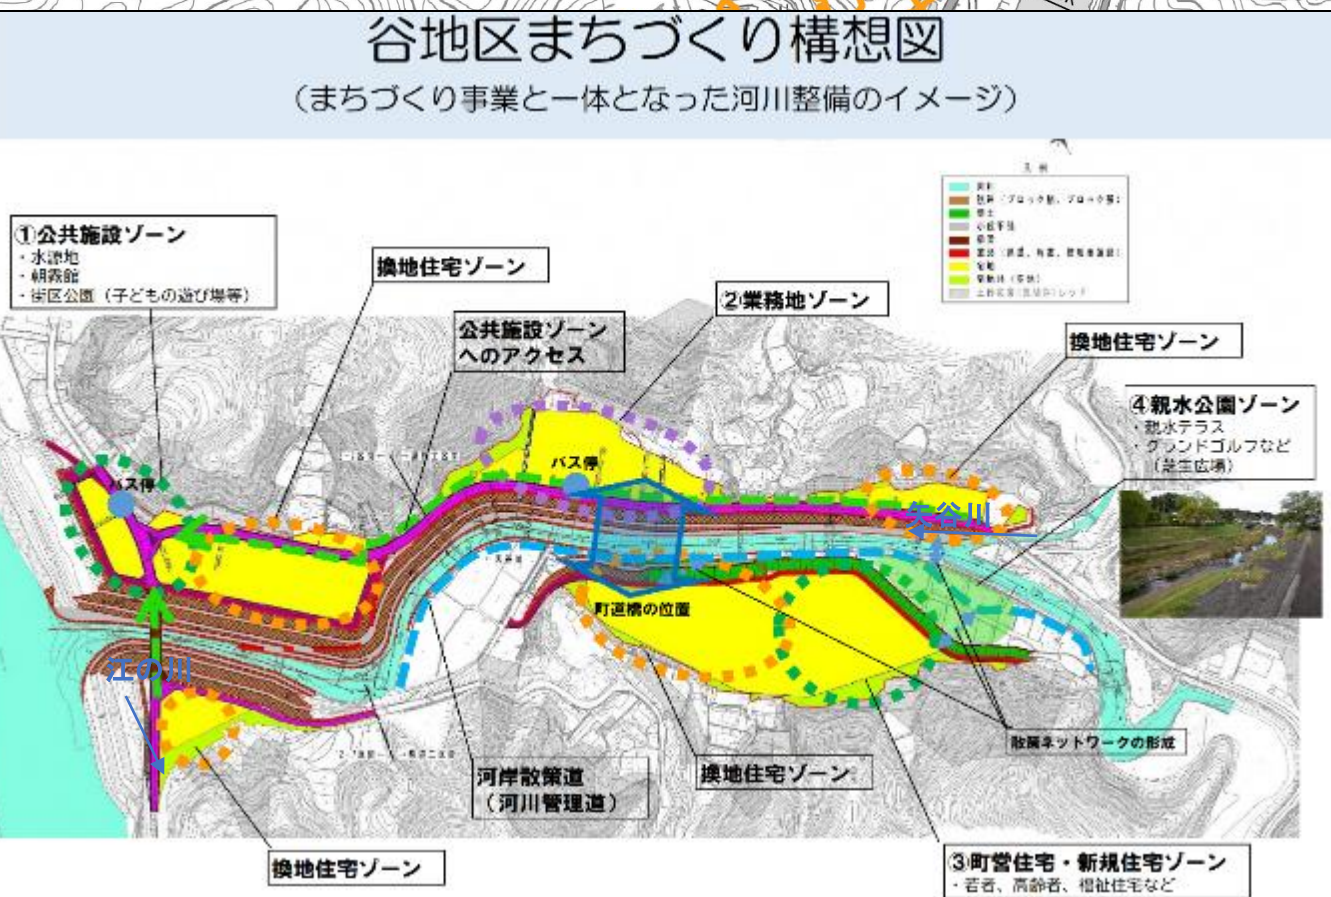 谷地区まちづくり構想図
（まちづくり事業と一体となった河川整備のイメージ）
①公共施設ゾーン
・水源地
・朝霧館
・街区公園（子どもの遊び場等）
換地住宅ゾーン
公共施設ゾーン
へのアクセス
②業務地ゾーン
換地住宅ゾーン
④親水公園ゾーン
・親水テラス
・グランドゴルフなど
（芝生広場）
バス停
バス停
矢谷川
町道橋の位置
江の川
散策ネットワークの形成
河岸散策道
（河川管理道）
換地住宅ゾーン
換地住宅ゾーン
③町営住宅・新規住宅ゾーン
・若者、高齢者、福祉住宅など